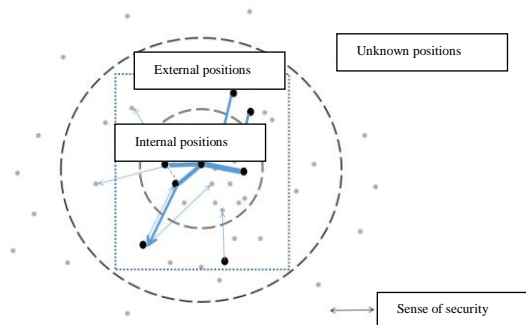 Unknown positions
External positions
Internal positions
Sense of security